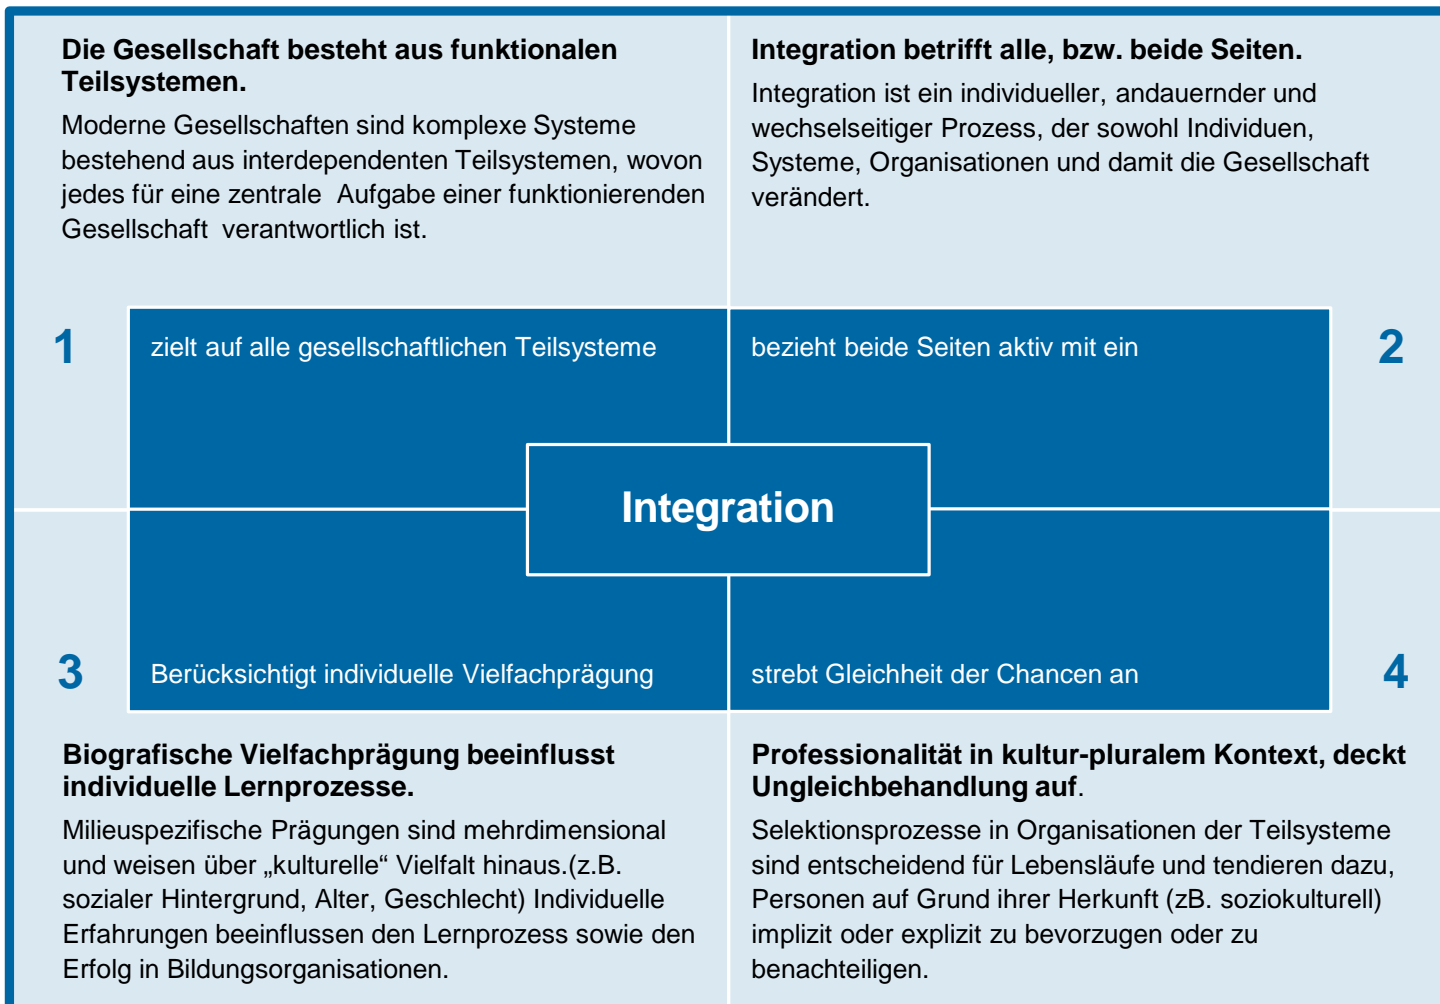 Die Gesellschaft besteht aus funktionalen
Teilsystemen.
Moderne Gesellschaften sind komplexe Systeme
bestehend aus interdependenten Teilsystemen, wovon
jedes für eine zentrale  Aufgabe einer funktionierenden
Gesellschaft  verantwortlich ist.
Integration betrifft alle, bzw. beide Seiten.
Integration ist ein individueller, andauernder und
wechselseitiger Prozess, der sowohl Individuen,
Systeme, Organisationen und damit die Gesellschaft
verändert.
1
zielt auf alle gesellschaftlichen Teilsysteme
bezieht beide Seiten aktiv mit ein
2
Integration
3
Berücksichtigt individuelle Vielfachprägung
strebt Gleichheit der Chancen an
4
Biografische Vielfachprägung beeinflusst
individuelle Lernprozesse.
Milieuspezifische Prägungen sind mehrdimensional
und weisen über „kulturelle“ Vielfalt hinaus.(z.B.
sozialer Hintergrund, Alter, Geschlecht) Individuelle
Erfahrungen beeinflussen den Lernprozess sowie den
Erfolg in Bildungsorganisationen.
Professionalität in kultur-pluralem Kontext, deckt
Ungleichbehandlung auf.
Selektionsprozesse in Organisationen der Teilsysteme
sind entscheidend für Lebensläufe und tendieren dazu,
Personen auf Grund ihrer Herkunft (zB. soziokulturell)
implizit oder explizit zu bevorzugen oder zu
benachteiligen.